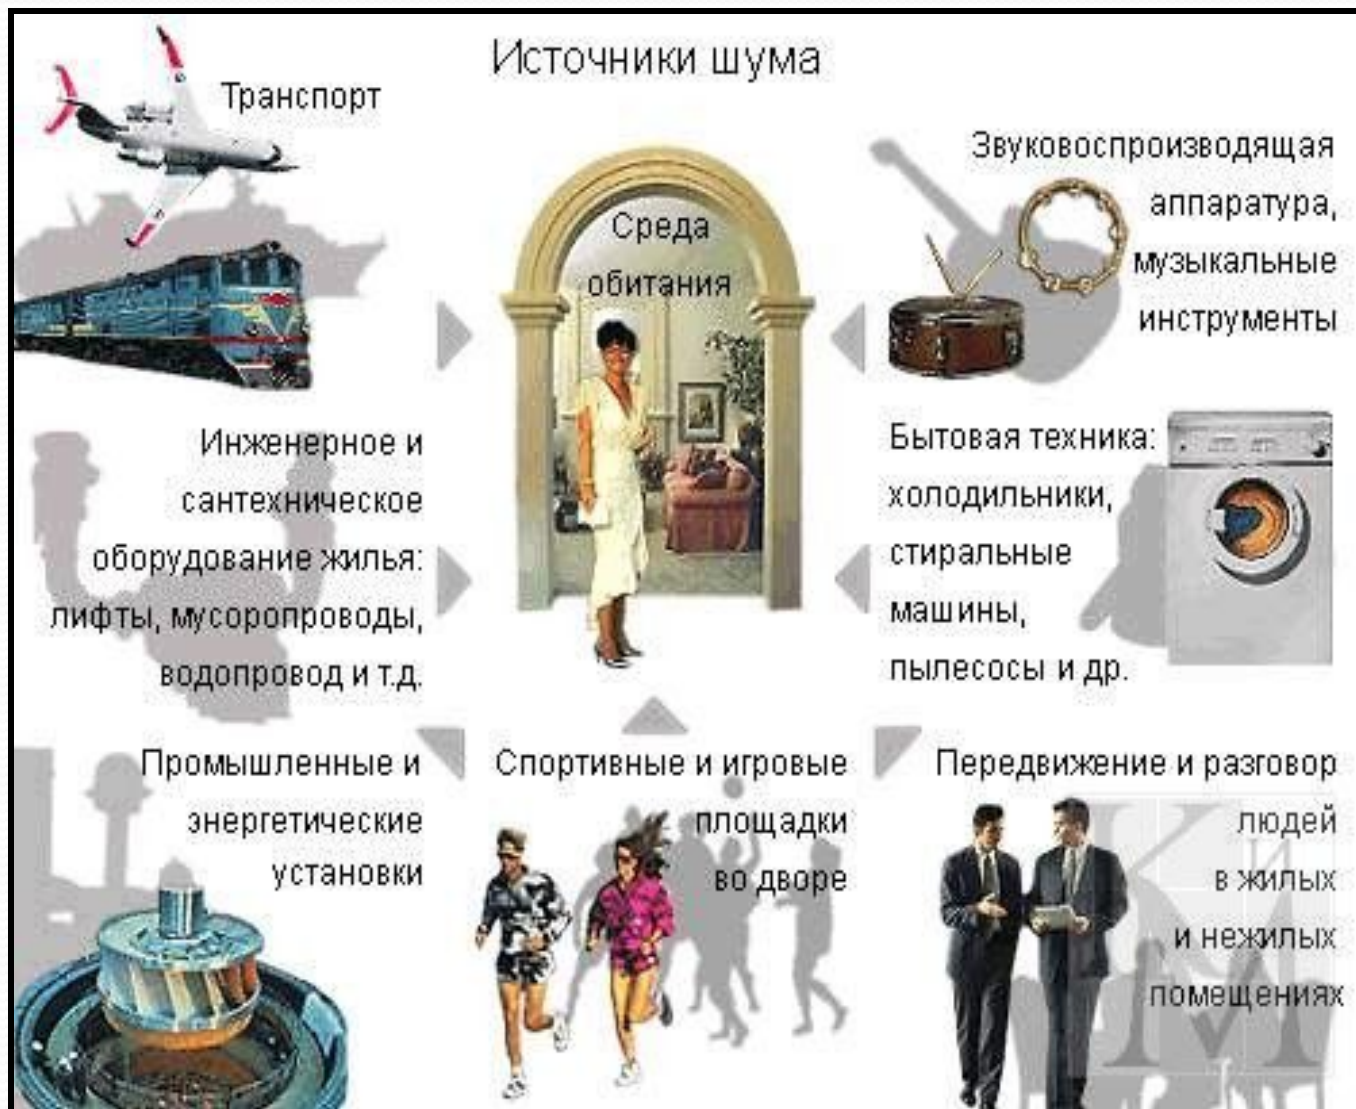 Источники шума
Транспорт
Среда
обитания
Звуковоспроизводящая
аппаратура,
музыкальные
инструменты
Инженерное и
сантехническое
оборудование жилья:
лифты, мусоропроводы,
водопровод и т.д.
Бытовая техника:
холодильники,
стиральные
машины,
пылесосы и др.
Промышленные и
энергетические
установки
Спортивные и игровые
площадки
во дворе
Передвижение и разговор
людей
в жилых
и нежилых
помещениях
К
И
М